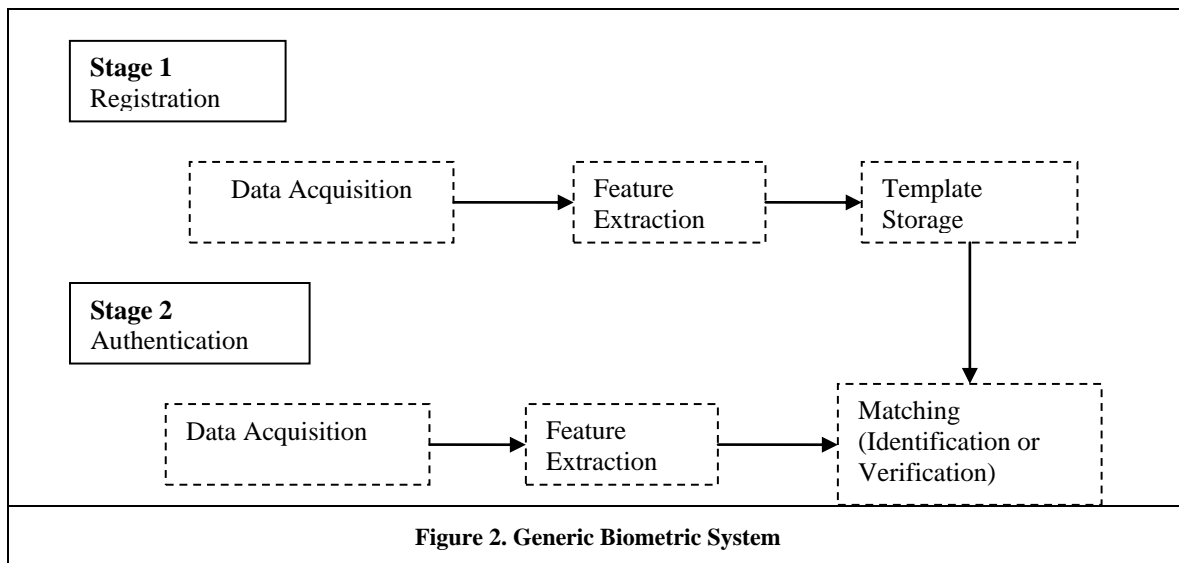 Stage 1
Registration
Data Acquisition
Feature
Extraction
Template
Storage
Stage 2
Authentication
Data Acquisition
Feature
Extraction
Matching
(Identification or
Verification)
Figure 2. Generic Biometric System